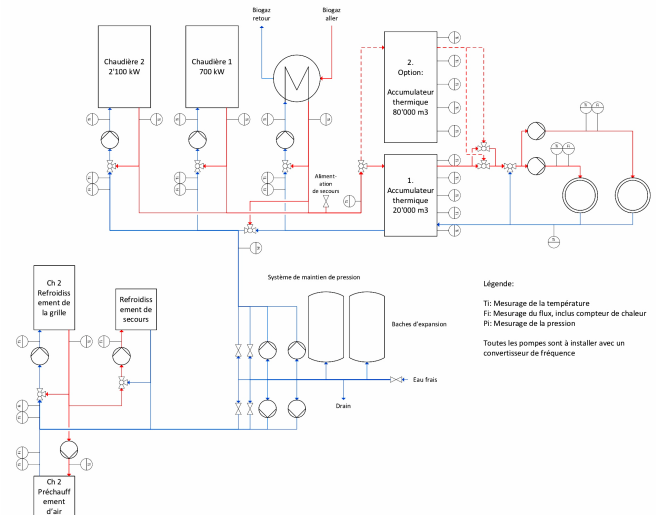 Biogaz
retour
Biogaz
aller
Chaudière 2
2'100 kW
Chaudière 1
700 kW
2.
Option:
Accumulateur
thermique
80'000 m3
Aliment-
ation
de secours
1.
Accumulateur
thermique
20'000 m3
Ch 2
Refroidiss
ement de
la grille
Refroidiss
ement de
secours
Système de maintien de pression
Baches d'expansion
Eau frais
Drain
Légende:
Ti: Mesurage de la température
Fi: Mesurage du flux, inclus compteur de chaleur
Pi: Mesurage de la pression
Toutes les pompes sont à installer avec un
convertisseur de fréquence
Ch 2
Préchauff
ement
d'air